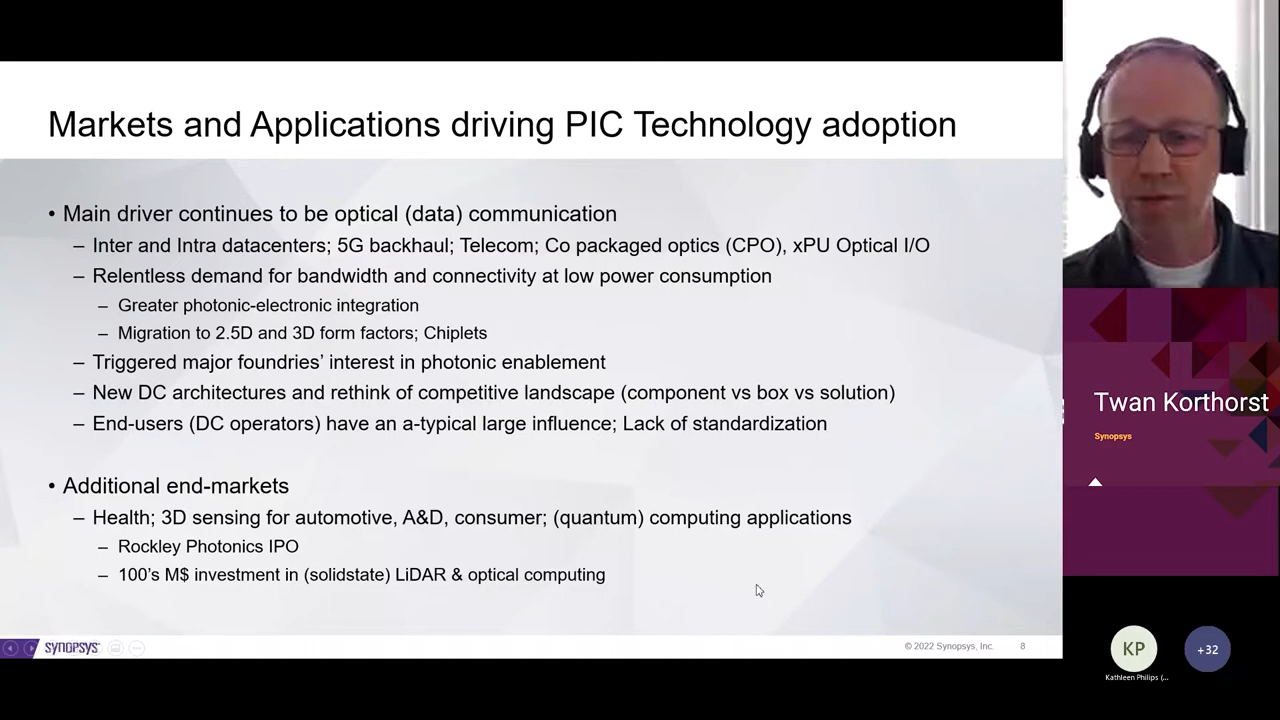 Markets and Applications driving PIC Technology adoption
• Main driver continues to be optical (data) communication
– Inter and Intra datacenters; 5G backhaul; Telecom; Co packaged optics (CPO), xPU Optical I/O
– Relentless demand for bandwidth and connectivity at low power consumption
– Greater photonic-electronic integration
– Migration to 2.5D and 3D form factors; Chiplets
– Triggered major foundries’ interest in photonic enablement
– New DC architectures and rethink of competitive landscape (component vs box vs solution)
– End-users (DC operators) have an a-typical large influence; Lack of standardization
• Additional end-markets
– Health; 3D sensing for automotive, A&D, consumer; (quantum) computing applications
– Rockley Photonics IPO
– 100’s M$ investment in (solidstate) LiDAR & optical computing
SYNOPSYS
© 2022 Synopsys, Inc.
8
Twan Korthorst
Synopsys
KP
+32
Kathleen Philips (...